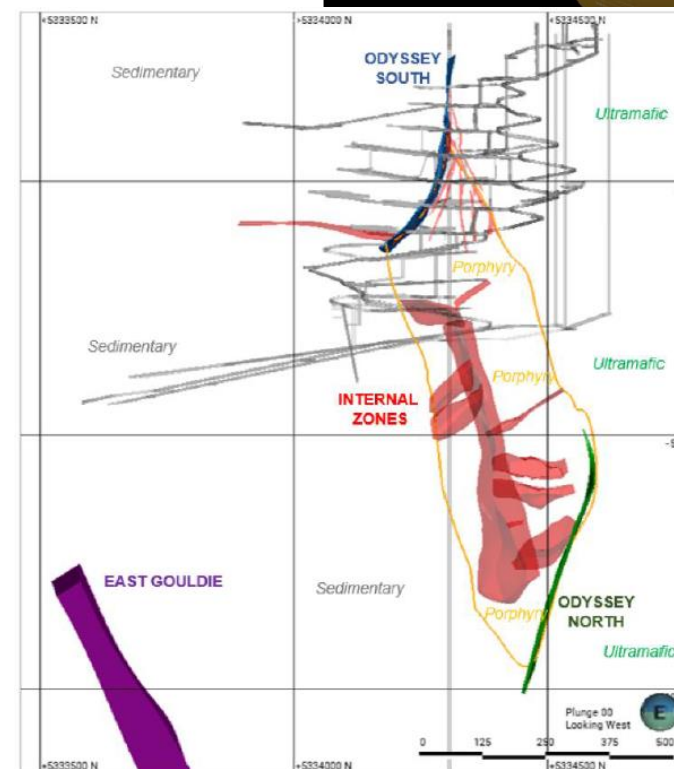 +5333500 N
+5334000 N
+5334500 N
ODYSSEY
SOUTH
Sedimentary
Ultramafic
Porphyry
Sedimentary
Ultramafic
Porphyry
INTERNAL
ZONES
EAST GOULDIE
Sedimentary
Porphyry
ODYSSEY
NORTH
Ultramafic
Plunge 00
Looking West
E
0 125 250 375 500
+5333500 N
+5334000 N
+5334500 N